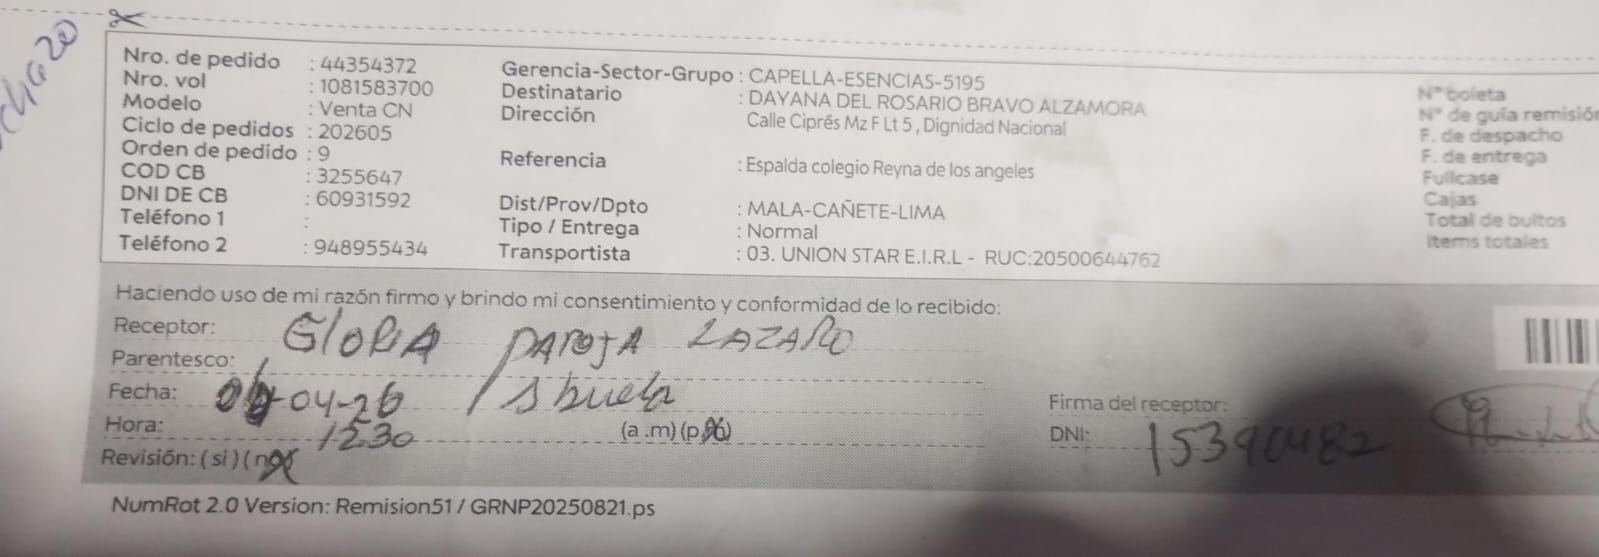 Nro. de pedido : 44354372
Nro. vol : 1081583700
Modelo : Venta CN
Ciclo de pedidos : 202605
Orden de pedido : 9
COD CB : 3255647
DNI DE CB : 60931592
Teléfono 1 :
Teléfono 2 : 948955434
Gerencia-Sector-Grupo : CAPELLA-ESENCIAS-5195
Destinatario : DAYANA DEL ROSARIO BRAVO ALZAMORA
Dirección Calle Ciprés Mz F Lt 5 , Dignidad Nacional
Referencia : Espalda colegio Reyna de los angeles
Dist/Prov/Dpto : MALA-CAÑETE-LIMA
Tipo / Entrega : Normal
Transportista : 03. UNION STAR E.I.R.L - RUC:20500644762
N° boleta
N° de guía remisión
F. de despacho
F. de entrega
Fullcase
Cajas
Total de bultos
Items totales
Haciendo uso de mi razón firmo y brindo mi consentimiento y conformidad de lo recibido:
Receptor: GLORIA PAROJA LAZARO
Parentesco: Abuela
Fecha: -04-26
Hora: 1230 (a .m) (p.m)
Revisión: ( si ) ( no )
Firma del receptor:
DNI: 15390482
NumRot 2.0 Version: Remision51 / GRNP20250821.ps